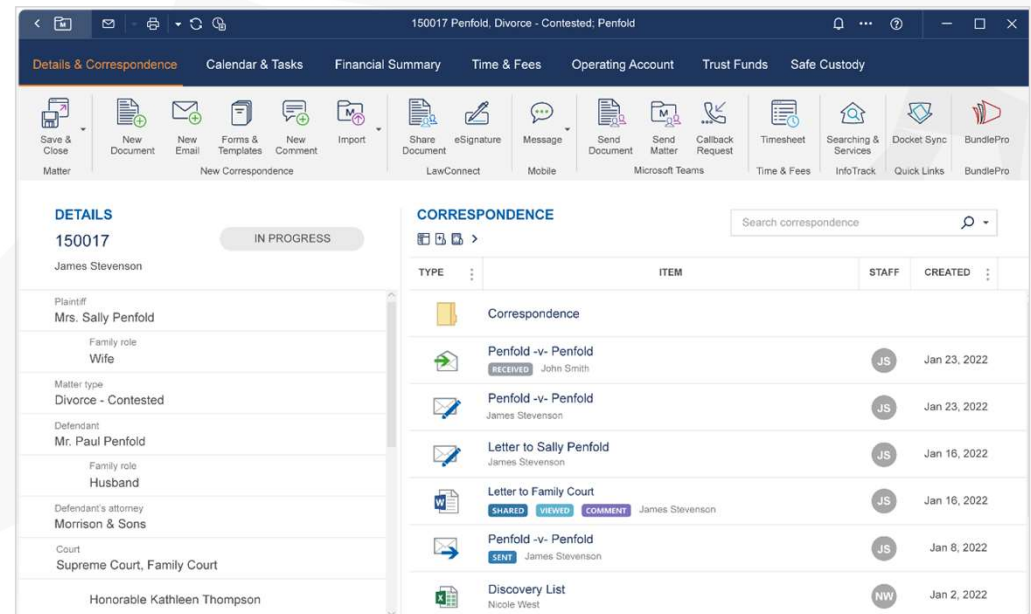 150017 Penfold, Divorce - Contested; Penfold
Details & Correspondence Calendar & Tasks Financial Summary Time & Fees Operating Account Trust Funds Safe Custody
Save & Close
New Document
New Email
Forms & Templates
New Comment
Import
Share Document
eSignature
Message
Send Document
Send Matter
Callback Request
Timesheet
Searching & Services
Docket Sync
BundlePro
Matter New Correspondence LawConnect Mobile Microsoft Teams Time & Fees InfoTrack Quick Links BundlePro
DETAILS
150017
IN PROGRESS
James Stevenson
Plaintiff
Mrs. Sally Penfold
Family role
Wife
Matter type
Divorce - Contested
Defendant
Mr. Paul Penfold
Family role
Husband
Defendant's attorney
Morrison & Sons
Court
Supreme Court, Family Court
Honorable Kathleen Thompson
CORRESPONDENCE
Search correspondence
TYPE ITEM STAFF CREATED
Correspondence
Penfold -v- Penfold
RECEIVED John Smith
JS Jan 23, 2022
Penfold -v- Penfold
James Stevenson
JS Jan 23, 2022
Letter to Sally Penfold
James Stevenson
JS Jan 16, 2022
Letter to Family Court
SHARED VIEWED COMMENT James Stevenson
JS Jan 16, 2022
Penfold -v- Penfold
SENT James Stevenson
JS Jan 8, 2022
Discovery List
Nicole West
NW Jan 2, 2022